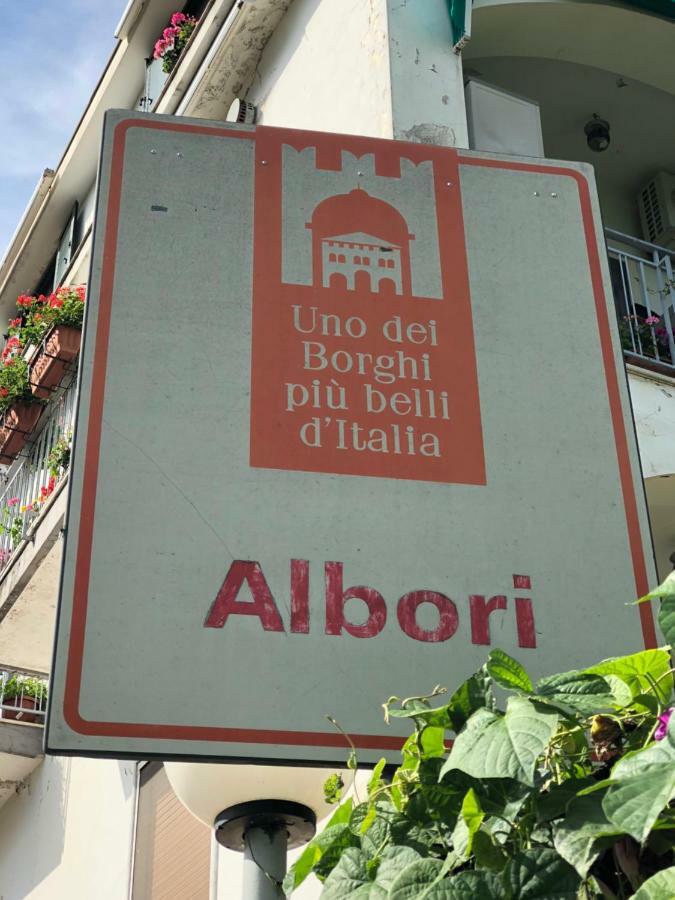 Uno dei
Borghi
più belli
d'Italia
Albori